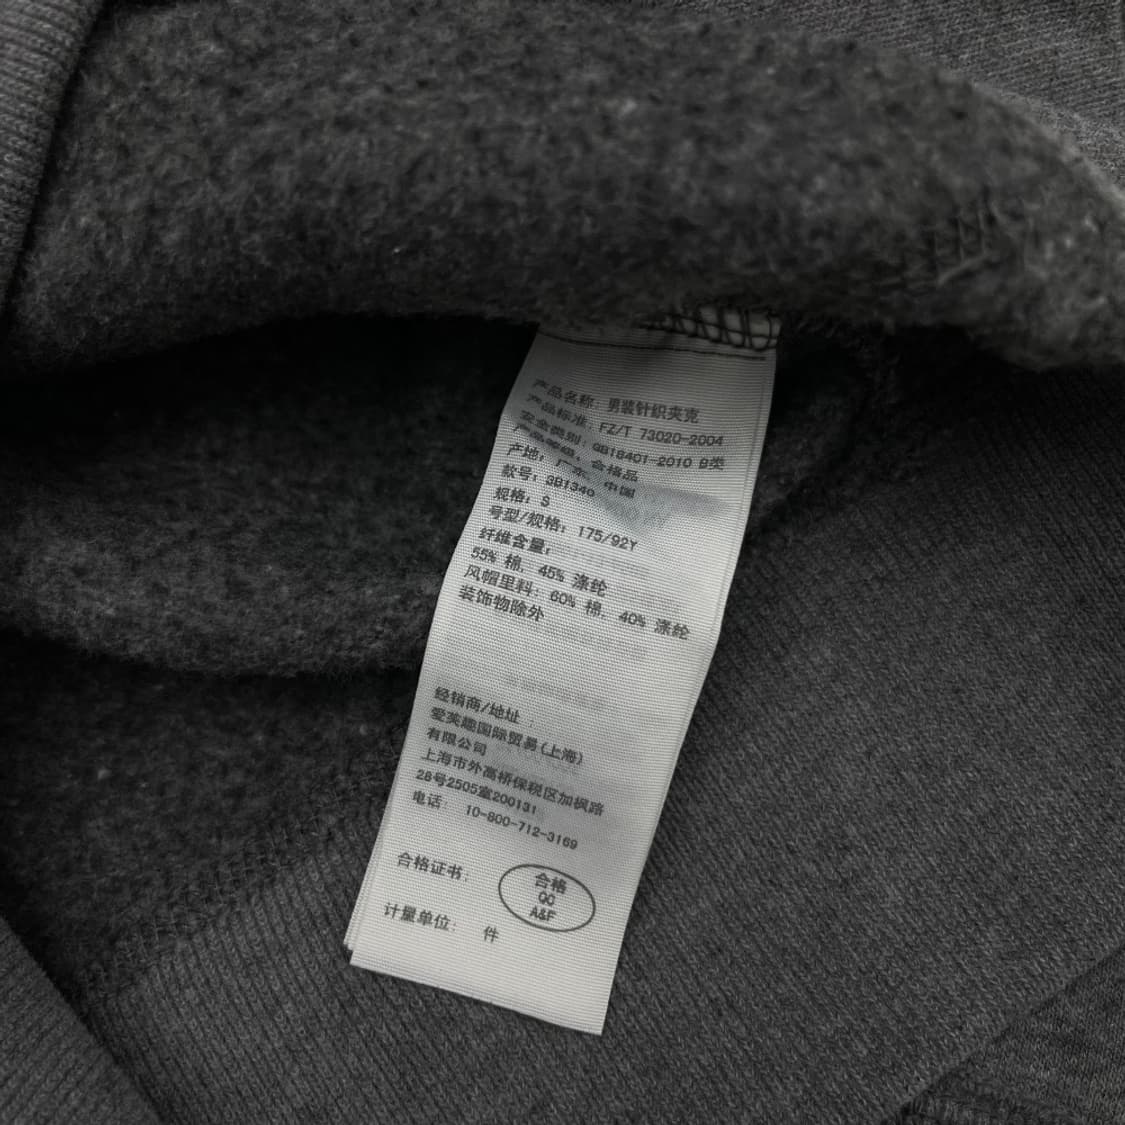 产品名称：男装针织夹克
产品标准：FZ/T 73020-2004
安全类别：GB18401-2010 B类
产品等级：合格品
产地：广东 中国
款号：3B1340
规格：S
号型/规格：175/92Y
纤维含量：
55% 棉, 45% 涤纶
风帽里料：60% 棉, 40% 涤纶
装饰物除外
经销商/地址：
爱芙趣国际贸易(上海)
有限公司
上海市外高桥保税区加枫路
28号2505室200131
电话 10-800-712-3169
合格证书：
合格
QC
A&F
计量单位： 件